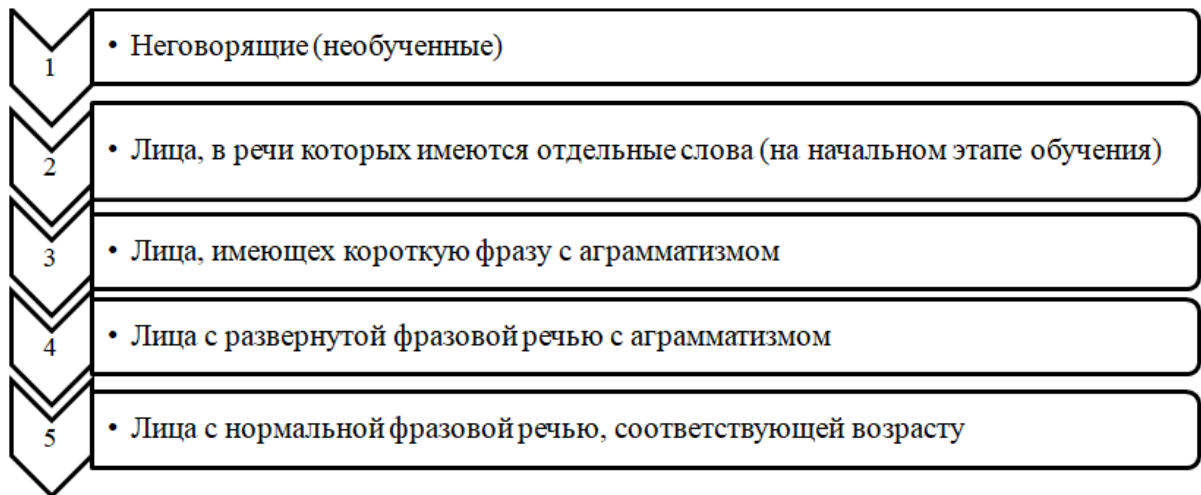 1
• Неговорящие (необученные)
2
• Лица, в речи которых имеются отдельные слова (на начальном этапе обучения)
3
• Лица, имеющех короткую фразу с аграмматизмом
4
• Лица с развернутой фразовой речью с аграмматизмом
5
• Лица с нормальной фразовой речью, соответствующей возрасту